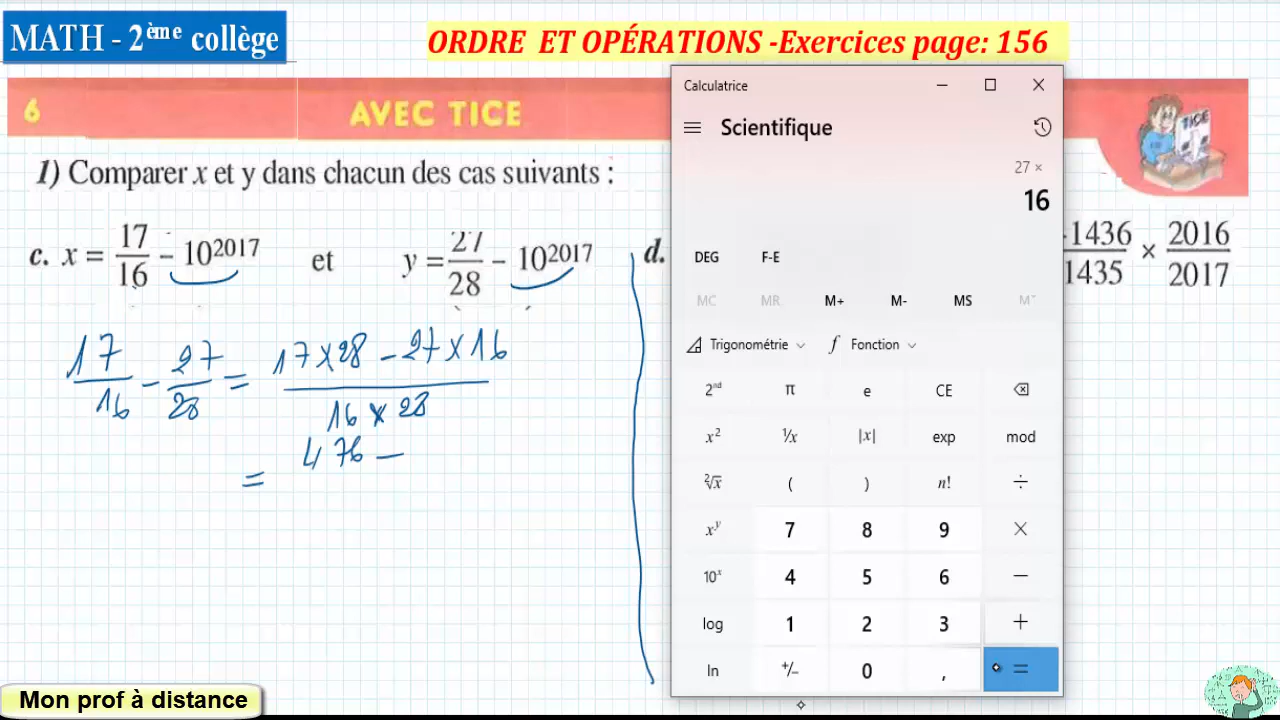 MATH - 2ème collège
ORDRE ET OPÉRATIONS -Exercices page: 156
6 AVEC TICE
TICE
1) Comparer x et y dans chacun des cas suivants :
c. x = 17/16 - 10^2017 et y = 27/28 - 10^2017
d. -1436/1435 × 2016/2017
17/16 - 27/28 = (17×28 - 27×16)/(16×28)
= 476 -
Calculatrice
Scientifique
27 ×
16
DEG F-E
MC MR M+ M- MS M˅
Trigonométrie f Fonction
2nd π e CE
x² 1/x |x| exp mod
²√x ( ) n! ÷
xʸ 7 8 9 ×
10ˣ 4 5 6 −
log 1 2 3 +
ln +/- 0 , =
Mon prof à distance